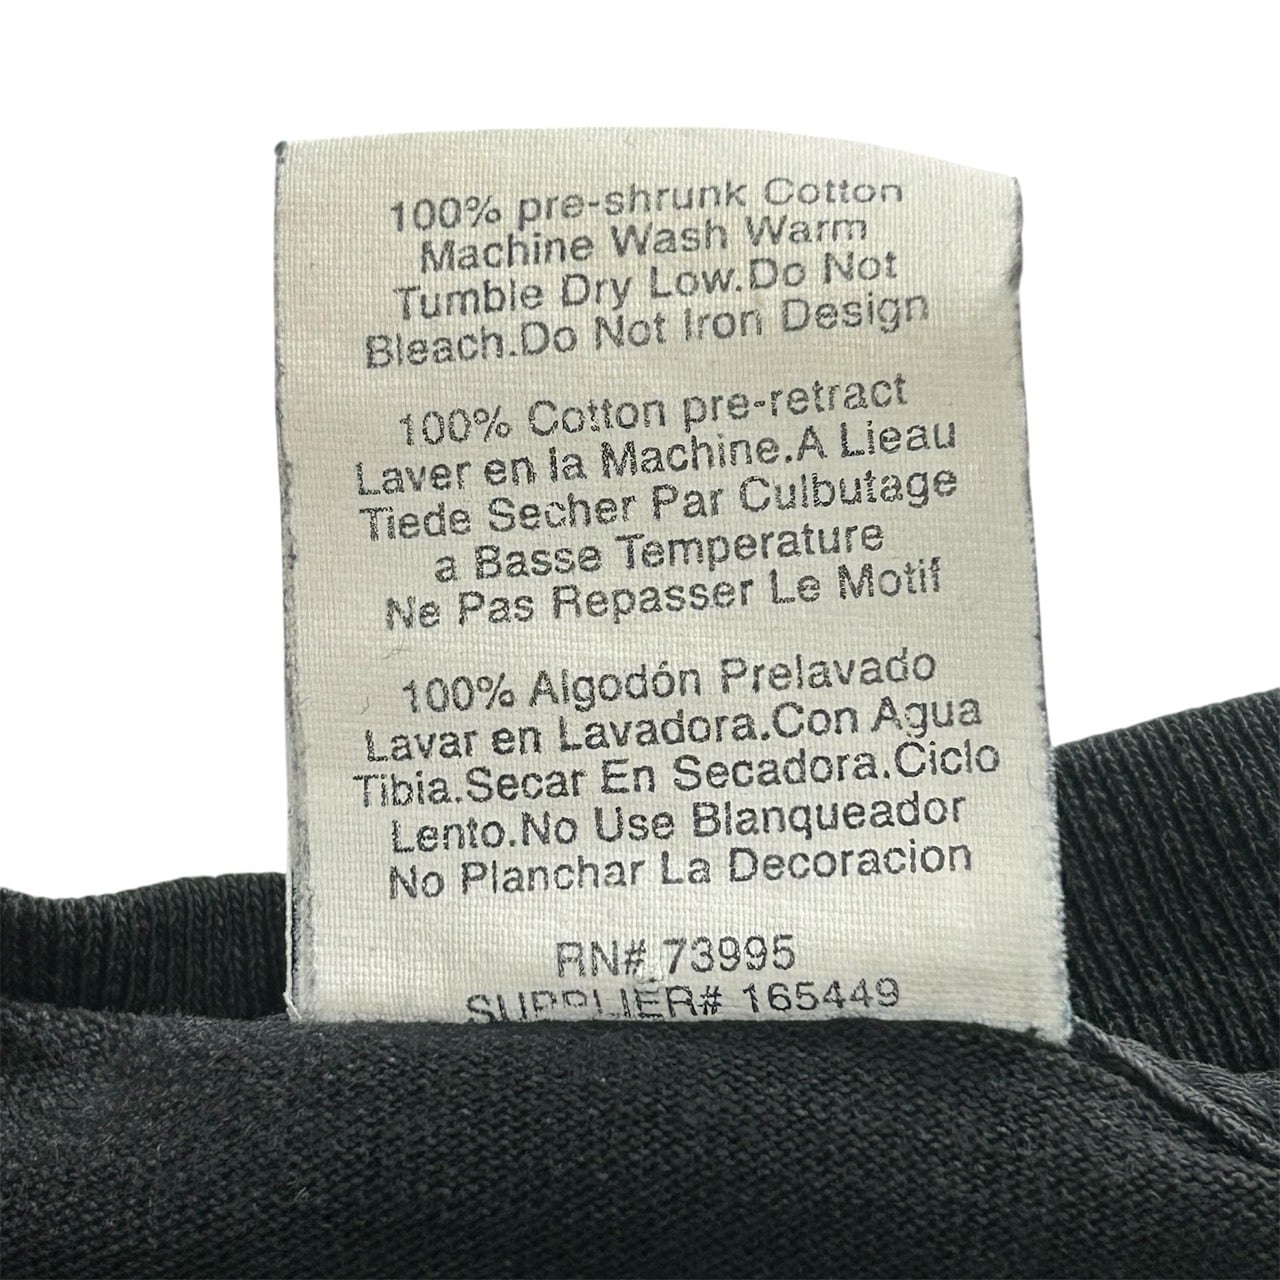 100% pre-shrunk Cotton
Machine Wash Warm
Tumble Dry Low.Do Not
Bleach.Do Not Iron Design
100% Cotton pre-retract
Laver en la Machine.A Lieau
Tiede Secher Par Culbutage
a Basse Temperature
Ne Pas Repasser Le Motif
100% Algodón Prelavado
Lavar en Lavadora.Con Agua
Tibia.Secar En Secadora.Ciclo
Lento.No Use Blanqueador
No Planchar La Decoracion
RN# 73995
SUPPLIER# 165449